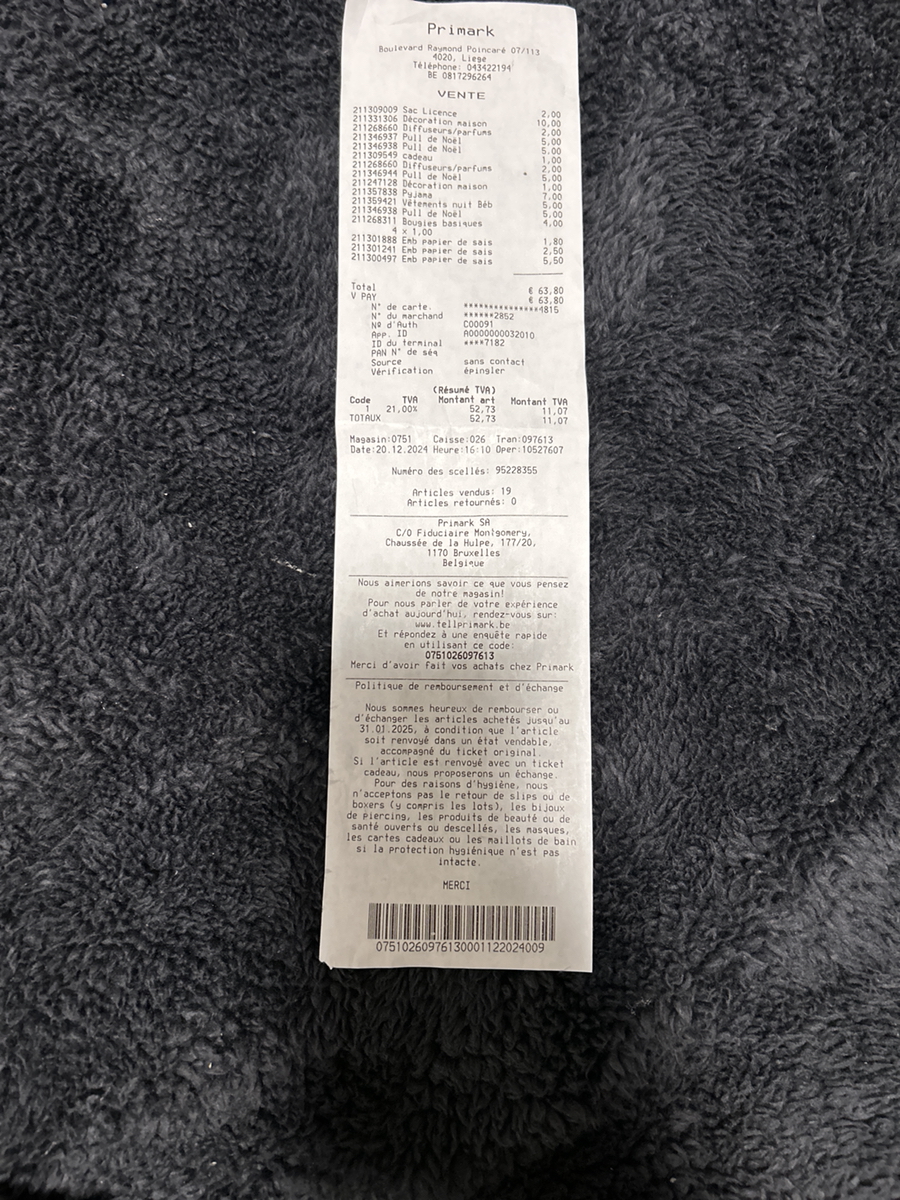 Primark
Boulevard Raymond Poincaré 07/113
4020, Liege
Téléphone: 043422194
BE 0817296264
VENTE
211309009 Sac Licence 2,00
211331306 Décoration maison 10,00
211268660 Diffuseurs/parfums 2,00
211346937 Pull de Noël 5,00
211346938 Pull de Noël 5,00
211309549 cadeau 1,00
211268660 Diffuseurs/parfums 2,00
211346944 Pull de Noël 5,00
211247128 Décoration maison 1,00
211357838 Pyjama 7,00
211359421 Vêtements nuit Béb 5,00
211346938 Pull de Noël 5,00
211268311 Bougies basiques 4,00
4 x 1,00
211301888 Emb papier de sais 1,80
211301241 Emb papier de sais 2,50
211300497 Emb papier de sais 5,50
Total € 63,80
V PAY € 63,80
N° de carte. ***************4815
N° du marchand ******2852
Nº d'Auth C00091
App. ID A0000000032010
ID du terminal ****7182
PAN N° de séq
Source sans contact
Vérification épingler
(Résumé TVA)
Code TVA Montant art Montant TVA
1 21,00% 52,73 11,07
TOTAUX 52,73 11,07
Magasin:0751 Caisse:026 Tran:097613
Date:20.12.2024 Heure:16:10 Oper:10527607
Numéro des scellés: 95228355
Articles vendus: 19
Articles retournés: 0
Primark SA
C/O Fiduciaire Montgomery,
Chaussée de la Hulpe, 177/20,
1170 Bruxelles
Belgique
Nous aimerions savoir ce que vous pensez
de notre magasin!
Pour nous parler de votre expérience
d'achat aujourd'hui, rendez-vous sur:
www.tellprimark.be
Et répondez à une enquête rapide
en utilisant ce code:
0751026097613
Merci d'avoir fait vos achats chez Primark
Politique de remboursement et d'échange
Nous sommes heureux de rembourser ou
d'échanger les articles achetés jusqu'au
31.01.2025, à condition que l'article
soit renvoyé dans un état vendable,
accompagné du ticket original.
Si l'article est renvoyé avec un ticket
cadeau, nous proposerons un échange.
Pour des raisons d'hygiène, nous
n'acceptons pas le retour de slips ou de
boxers (y compris les lots), les bijoux
de piercing, les produits de beauté ou de
santé ouverts ou descellés, les masques,
les cartes cadeaux ou les maillots de bain
si la protection hygiénique n'est pas
intacte.
MERCI
07510260976130001122024009